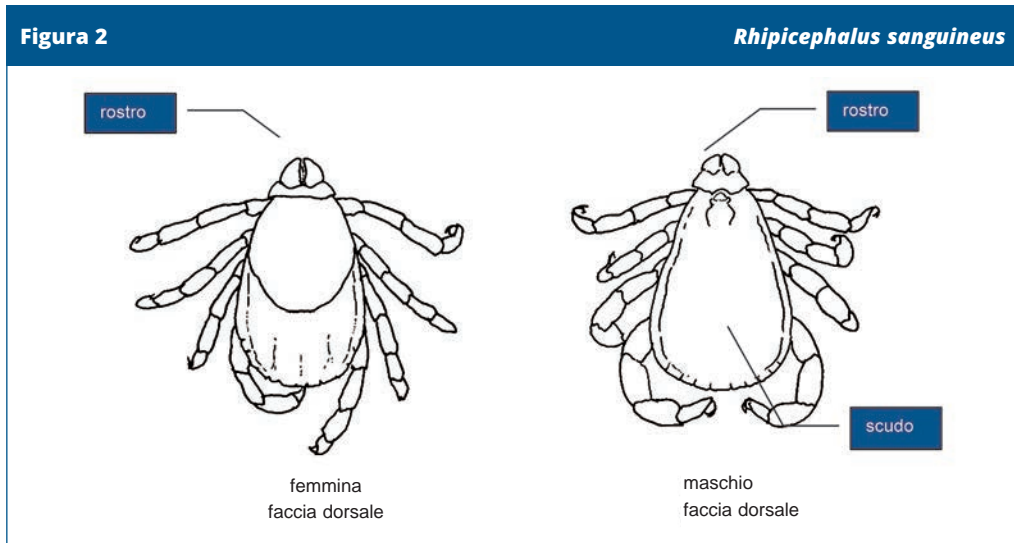 Figura 2
Rhipicephalus sanguineus
rostro
rostro
scudo
femmina
faccia dorsale
maschio
faccia dorsale